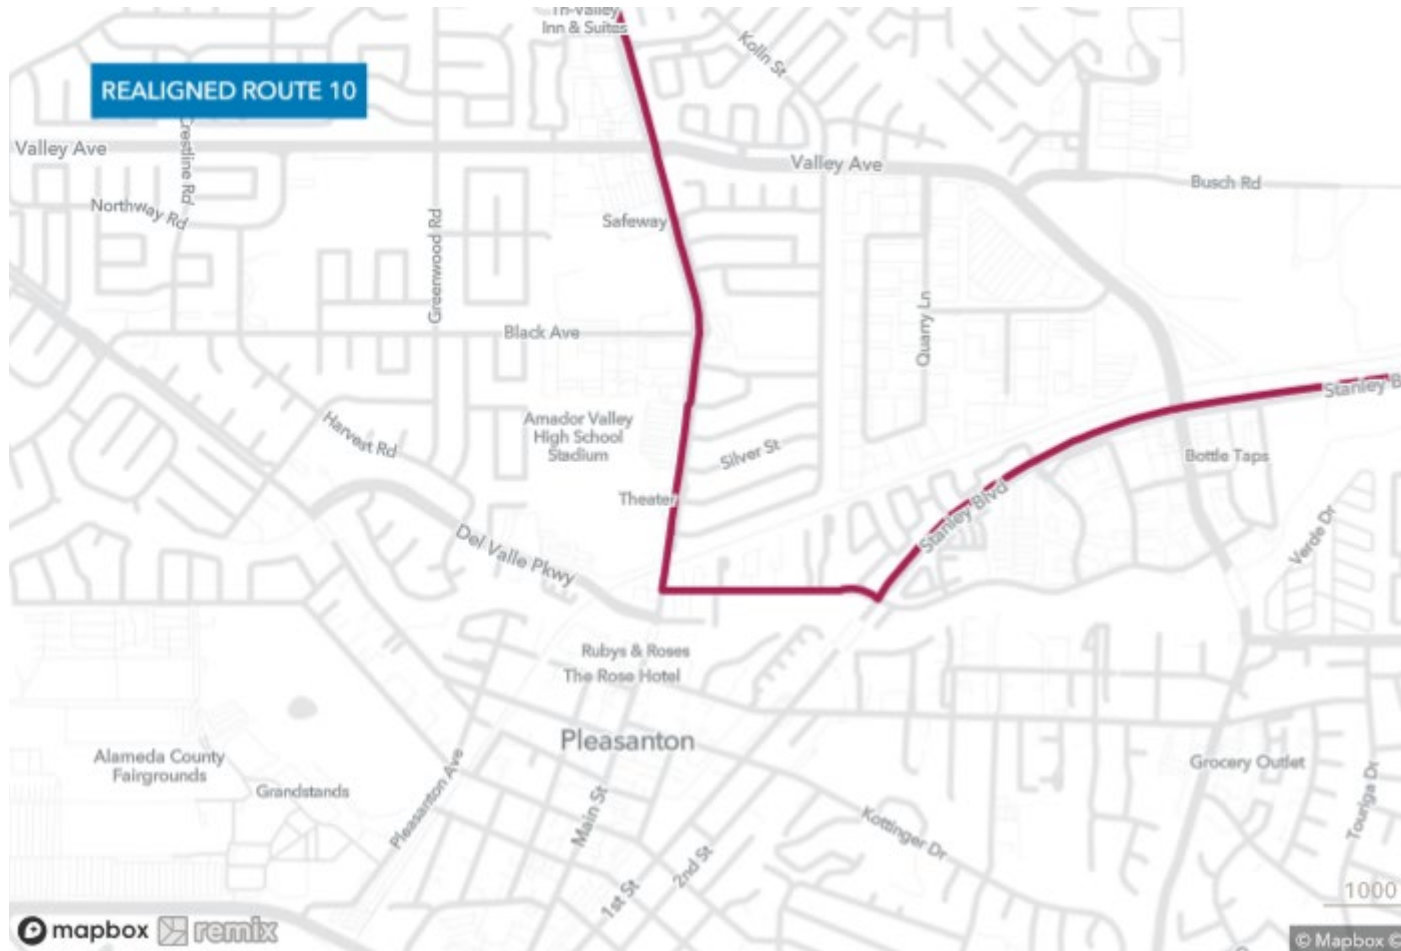 Tri-Valley
Inn & Suites
Kolln St
REALIGNED ROUTE 10
Crestline Rd
Valley Ave
Valley Ave
Busch Rd
Northway Rd
Safeway
Greenwood Rd
Black Ave
Quarry Ln
Stanley B
Amador Valley
High School
Stadium
Harvest Rd
Silver St
Bottle Taps
Theater
Stanley Blvd
Verde Dr
Del Valle Pkwy
Rubys & Roses
The Rose Hotel
Pleasanton
Alameda County
Fairgrounds
Grandstands
Grocery Outlet
Pleasanton Ave
Main St
Touriga Dr
Kottinger Dr
2nd St
1st St
1000
mapbox
remix
© Mapbox ©